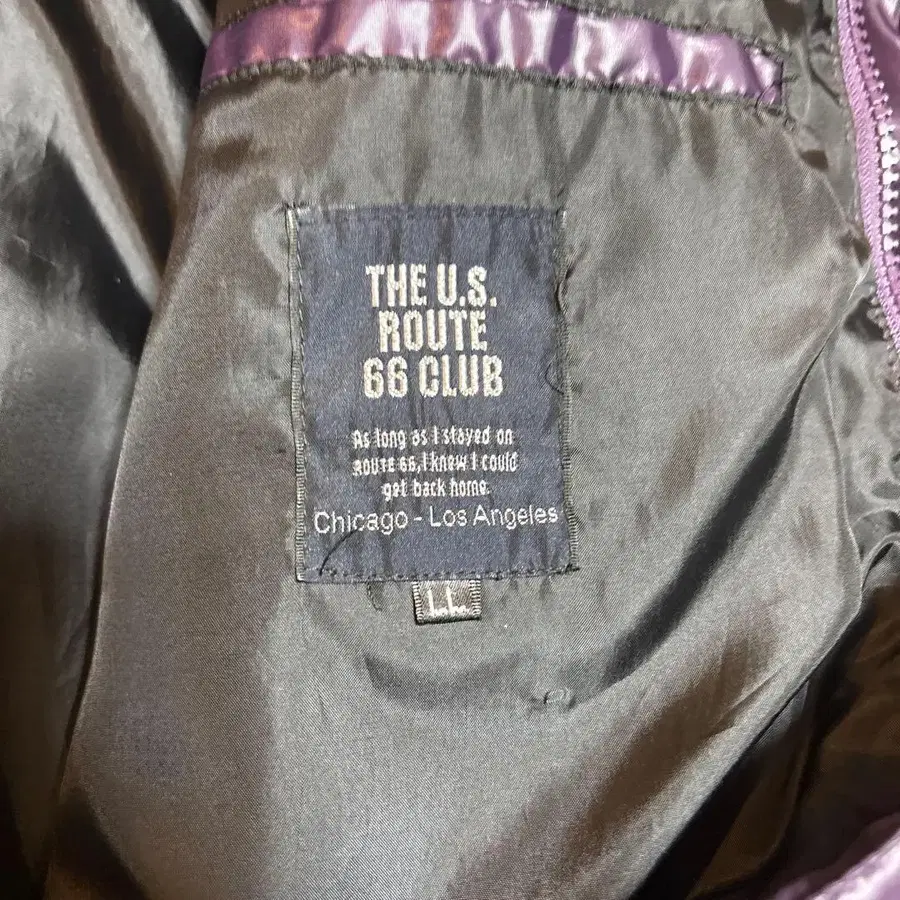 THE U.S.
ROUTE
66 CLUB
As long as I stayed on
ROUTE 66, I knew I could
get back home.
Chicago - Los Angeles
LL